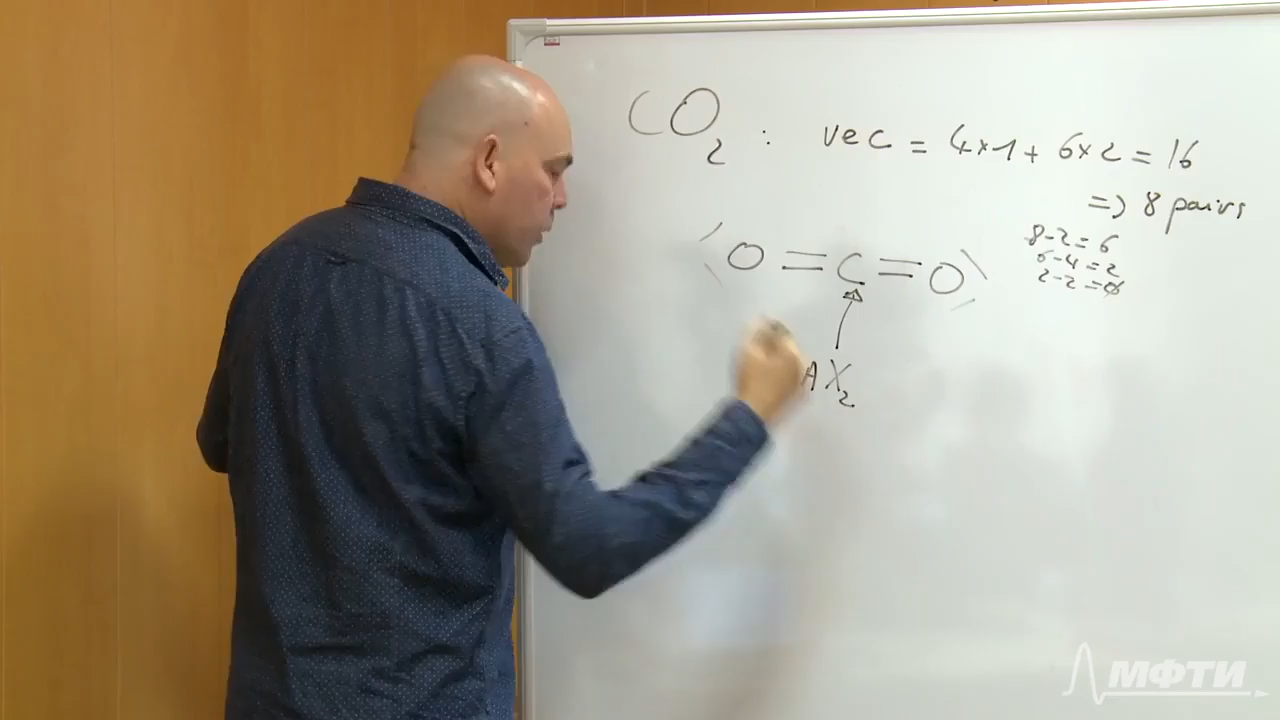 CO₂ : vec = 4×1 + 6×2 = 16
=> 8 pairs
8-2=6
6-4=2
2-2=0
O=C=O
AX₂
МФТИ